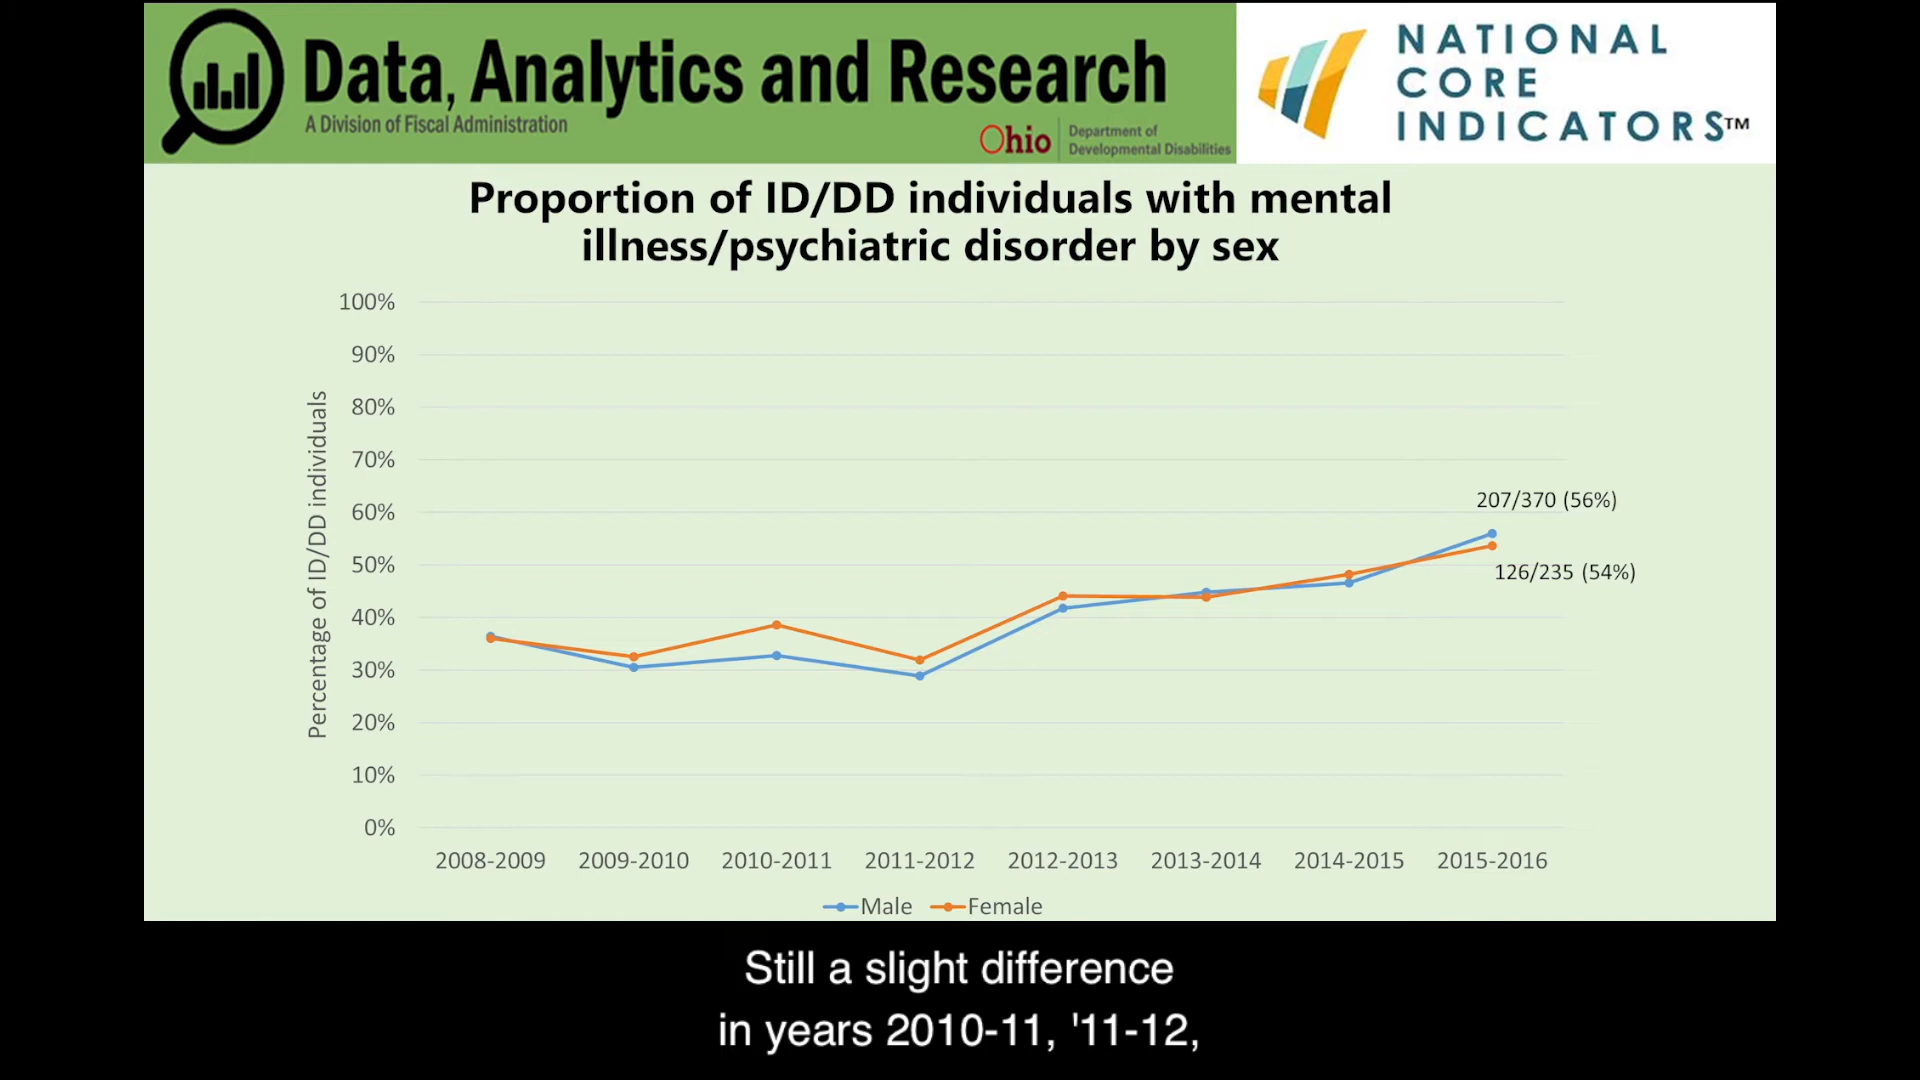 Data, Analytics and Research
A Division of Fiscal Administration
Ohio
Department of
Developmental Disabilities
NATIONAL
CORE
INDICATORS™
Proportion of ID/DD individuals with mental
illness/psychiatric disorder by sex
Percentage of ID/DD individuals
100%
90%
80%
70%
60%
50%
40%
30%
20%
10%
0%
207/370 (56%)
126/235 (54%)
2008-2009 2009-2010 2010-2011 2011-2012 2012-2013 2013-2014 2014-2015 2015-2016
Male Female
Still a slight difference
in years 2010-11, '11-12,